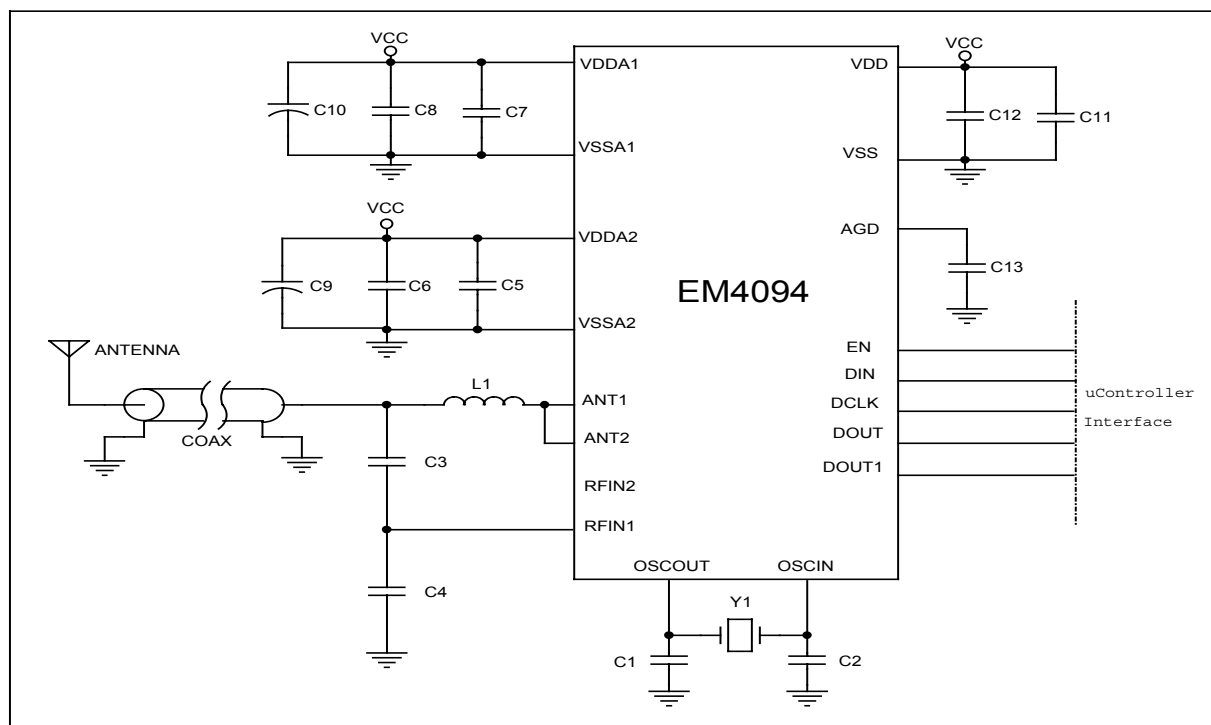 VCC
VCC
VDDA1
VDD
C10
C8
C7
C12
C11
VSSA1
VSS
VCC
AGD
VDDA2
C9
C6
C5
EM4094
C13
VSSA2
ANTENNA
EN
L1
DIN
uController
ANT1
DCLK
Interface
COAX
ANT2
DOUT
C3
DOUT1
RFIN2
RFIN1
OSCOUT
OSCIN
C4
Y1
C1
C2